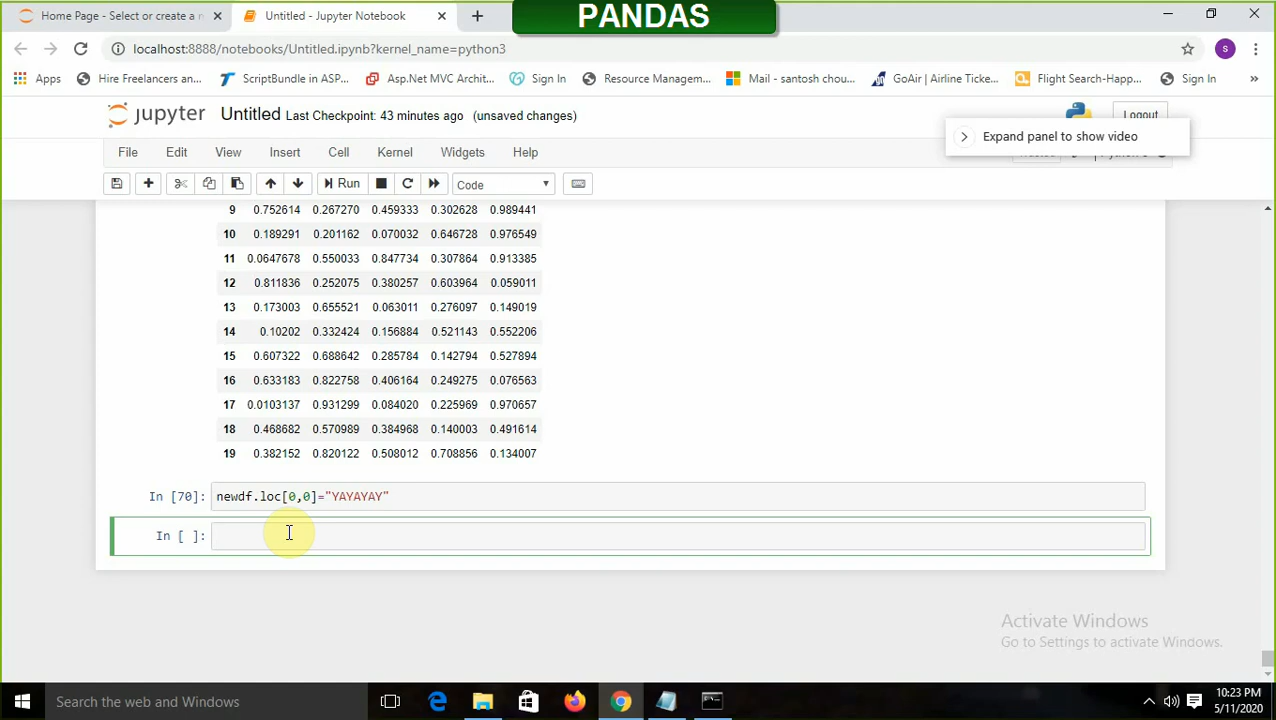 PANDAS
Home Page - Select or create a n
Untitled - Jupyter Notebook
localhost:8888/notebooks/Untitled.ipynb?kernel_name=python3
s
Apps
Hire Freelancers an...
ScriptBundle in ASP...
Asp.Net MVC Archit...
Sign In
Resource Managem...
Mail - santosh chou...
GoAir | Airline Ticke...
Flight Search-Happ...
Sign In
»
jupyter Untitled Last Checkpoint: 43 minutes ago (unsaved changes)
Logout
Expand panel to show video
File Edit View Insert Cell Kernel Widgets Help
Run
Code
9 0.752614 0.267270 0.459333 0.302628 0.989441
10 0.189291 0.201162 0.070032 0.646728 0.976549
11 0.0647678 0.550033 0.847734 0.307864 0.913385
12 0.811836 0.252075 0.380257 0.603964 0.059011
13 0.173003 0.655521 0.063011 0.276097 0.149019
14 0.10202 0.332424 0.156884 0.521143 0.552206
15 0.607322 0.688642 0.285784 0.142794 0.527894
16 0.633183 0.822758 0.406164 0.249275 0.076563
17 0.0103137 0.931299 0.084020 0.225969 0.970657
18 0.468682 0.570989 0.384968 0.140003 0.491614
19 0.382152 0.820122 0.508012 0.708856 0.134007
In [70]: newdf.loc[0,0]="YAYAYAY"
In [ ]:
Activate Windows
Go to Settings to activate Windows.
Search the web and Windows
10:23 PM
5/11/2020